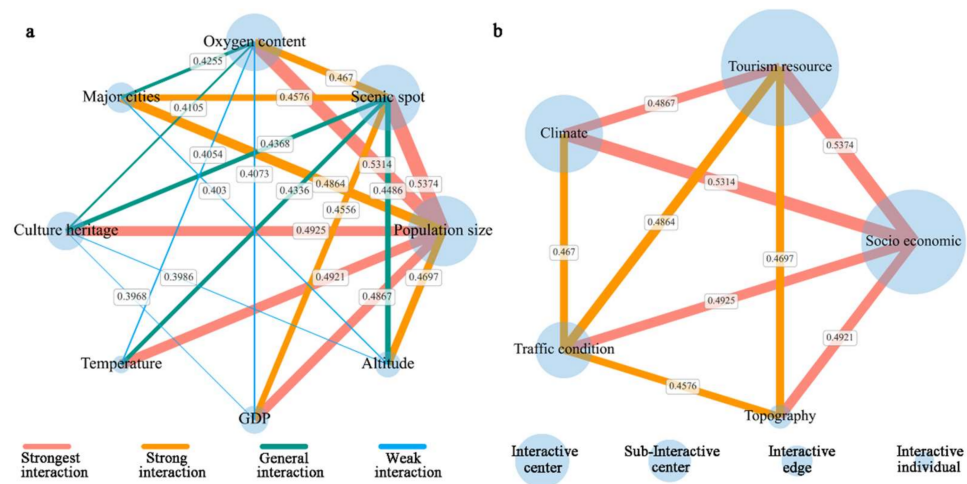 a
b
Oxygen content
Tourism resource
0.4255
0.467
Major cities
0.4576
Scenic spot
0.4867
0.4105
Climate
0.4368
0.5374
0.4054
0.4073
0.5314
0.403
0.4336
0.4864
0.5374
0.4486
0.5314
0.4556
0.4864
Culture heritage
0.4925
Population size
Socio economic
0.3986
0.4921
0.4697
0.467
0.4697
0.3968
0.4867
0.4925
Traffic condition
0.4921
Temperature
Altitude
0.4576
GDP
Topography
Strongest
interaction
Strong
interaction
General
interaction
Weak
interaction
Interactive
center
Sub-Interactive
center
Interactive
edge
Interactive
individual